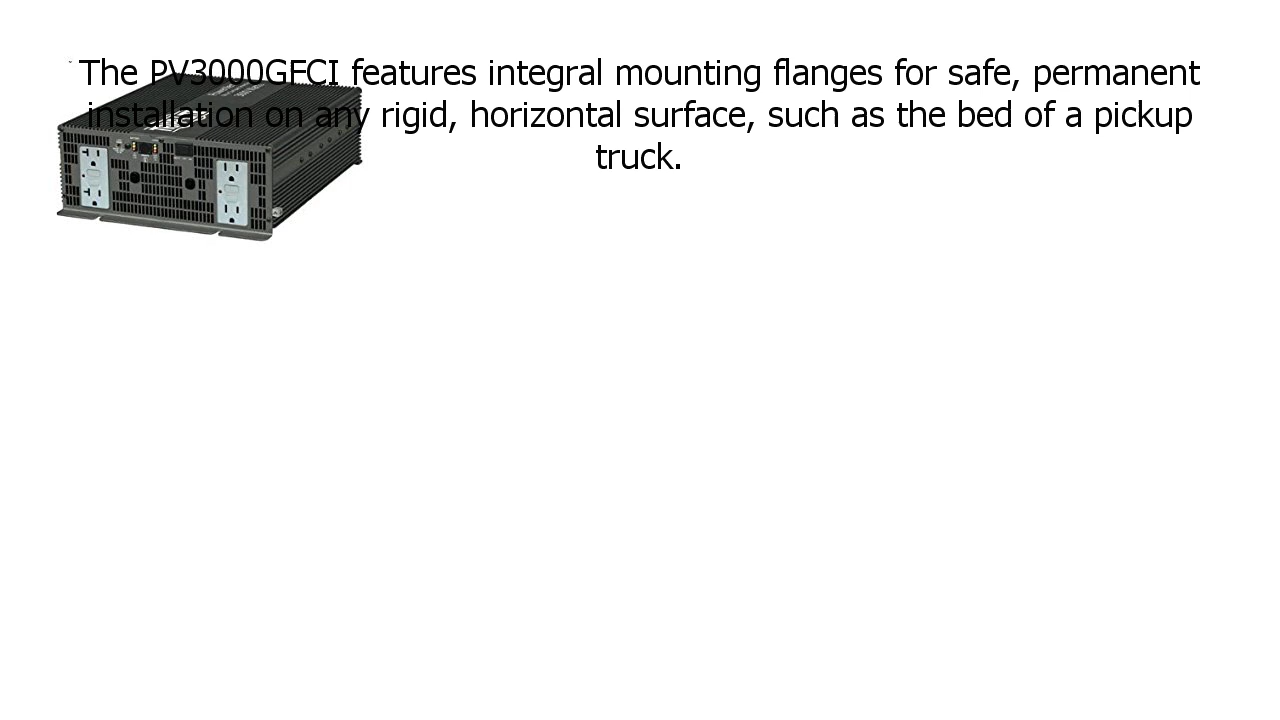 The PV3000GFCI features integral mounting flanges for safe, permanent
installation on any rigid, horizontal surface, such as the bed of a pickup
truck.